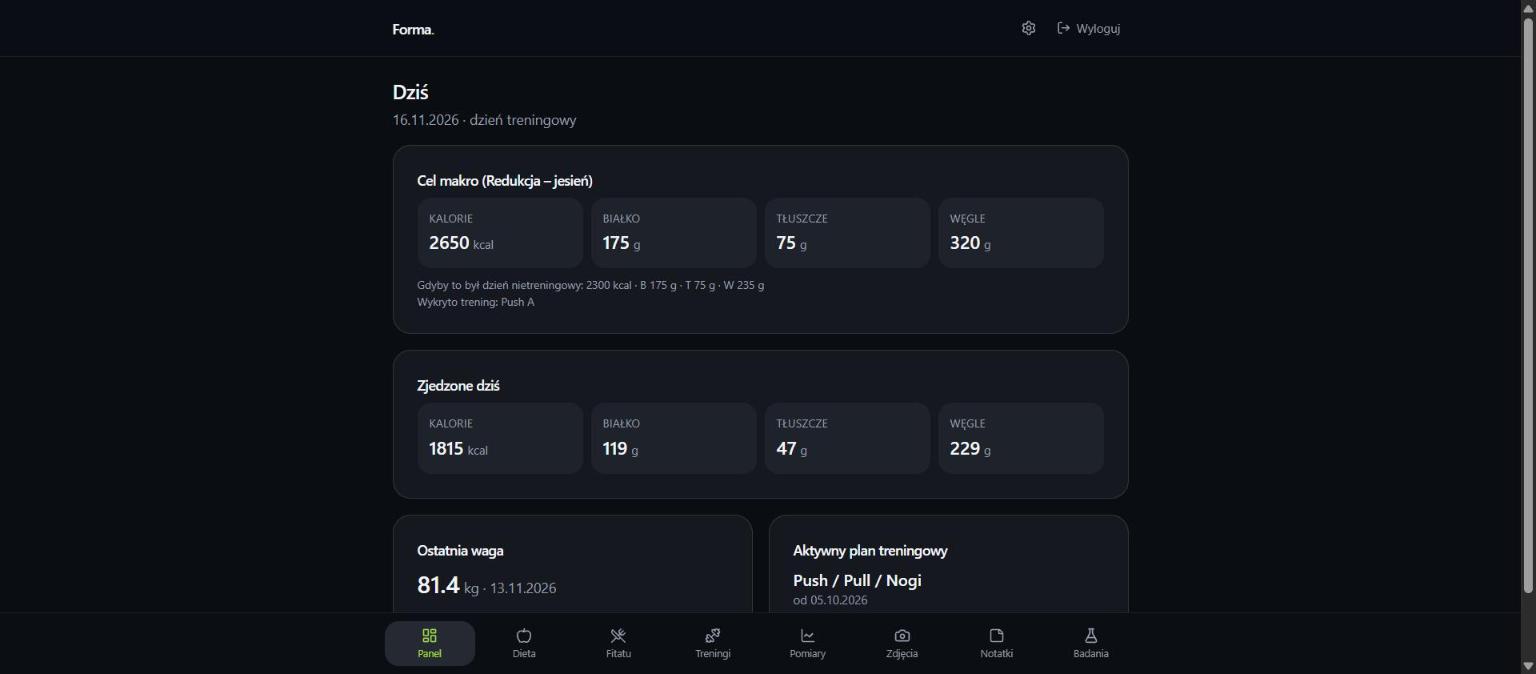 Forma.
Wyloguj
Dziś
16.11.2026 · dzień treningowy
Cel makro (Redukcja – jesień)
KALORIE
2650 kcal
BIAŁKO
175 g
TŁUSZCZE
75 g
WĘGLE
320 g
Gdyby to był dzień nietreningowy: 2300 kcal · B 175 g · T 75 g · W 235 g
Wykryto trening: Push A
Zjedzone dziś
KALORIE
1815 kcal
BIAŁKO
119 g
TŁUSZCZE
47 g
WĘGLE
229 g
Ostatnia waga
81.4 kg · 13.11.2026
Aktywny plan treningowy
Push / Pull / Nogi
od 05.10.2026
Panel
Dieta
Fitatu
Treningi
Pomiary
Zdjęcia
Notatki
Badania